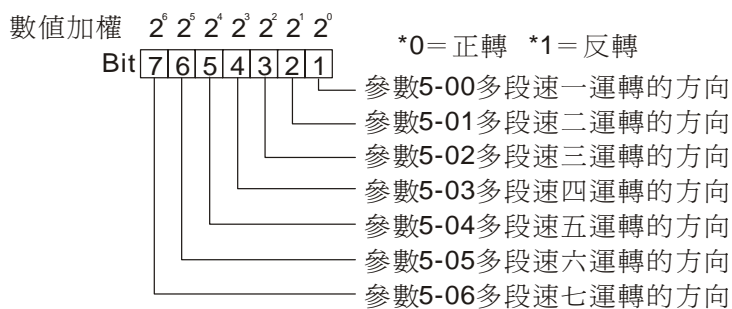 數值加權 2⁶ 2⁵ 2⁴ 2³ 2² 2¹ 2⁰
*0＝正轉 *1＝反轉
Bit 7 6 5 4 3 2 1
參數5-00多段速一運轉的方向
參數5-01多段速二運轉的方向
參數5-02多段速三運轉的方向
參數5-03多段速四運轉的方向
參數5-04多段速五運轉的方向
參數5-05多段速六運轉的方向
參數5-06多段速七運轉的方向